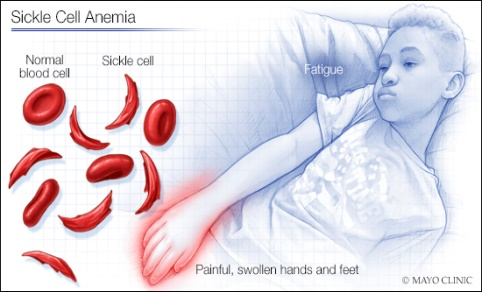 Sickle Cell Anemia
Normal
blood cell
Sickle cell
Fatigue
Painful, swollen hands and feet
© MAYO CLINIC